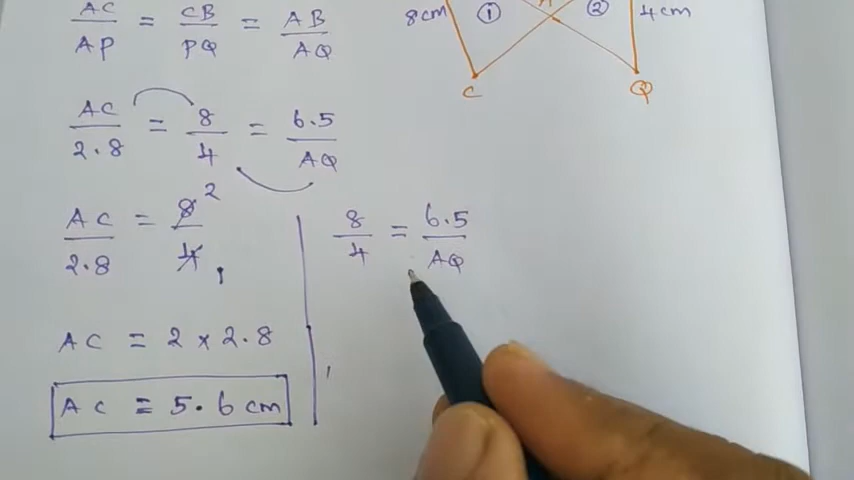 AC/AP = CB/PQ = AB/AQ
8cm ① A ② 4cm
C Q
AC/2.8 = 8/4 = 6.5/AQ
AC/2.8 = 8/4 2
1
8/4 = 6.5/AQ
AC = 2 × 2.8
AC = 5.6 cm